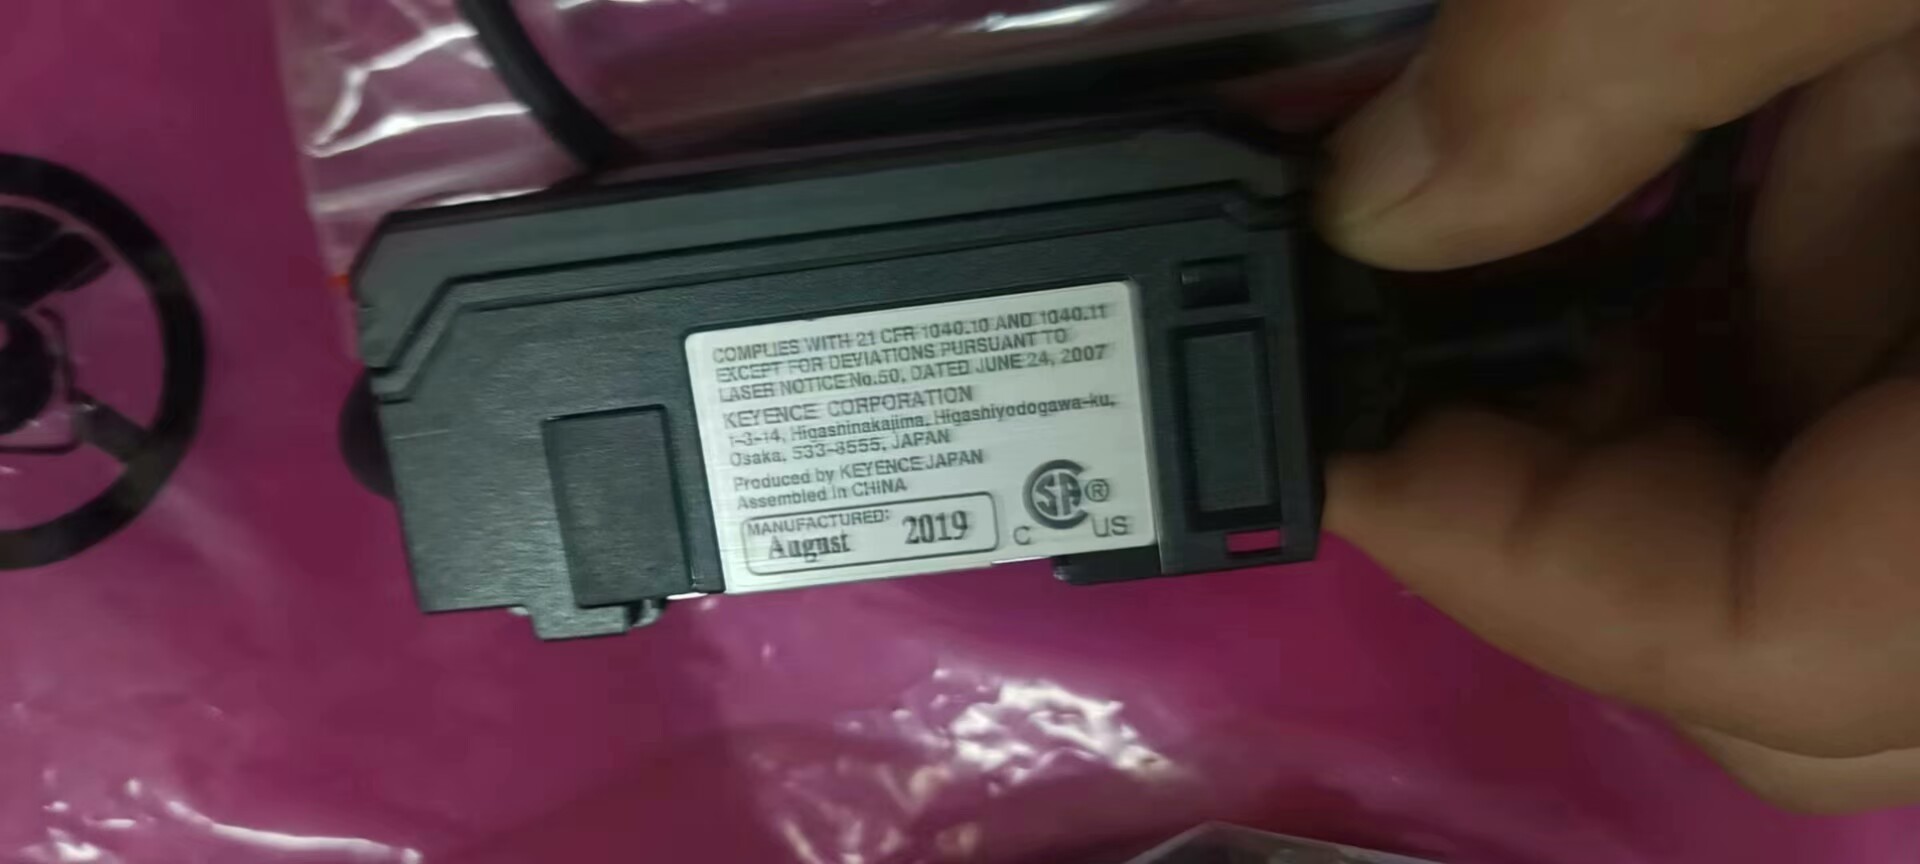 COMPLIES WITH 21 CFR 1040.10 AND 1040.11
EXCEPT FOR DEVIATIONS PURSUANT TO
LASER NOTICE No.50, DATED JUNE 24, 2007
KEYENCE CORPORATION
1-3-14, Higashinakajima, Higashiyodogawa-ku,
Osaka, 533-8555, JAPAN
Produced by KEYENCE JAPAN
Assembled in CHINA
MANUFACTURED:
August 2019
C SA ® US